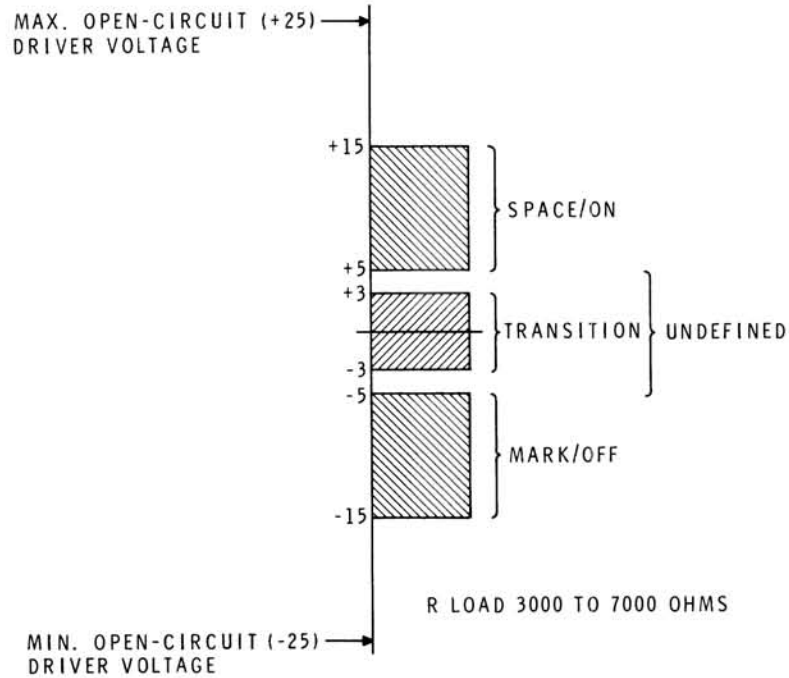 MAX. OPEN-CIRCUIT (+25)
DRIVER VOLTAGE
+15
SPACE/ON
+5
+3
TRANSITION
UNDEFINED
-3
-5
MARK/OFF
-15
R LOAD 3000 TO 7000 OHMS
MIN. OPEN-CIRCUIT (-25)
DRIVER VOLTAGE